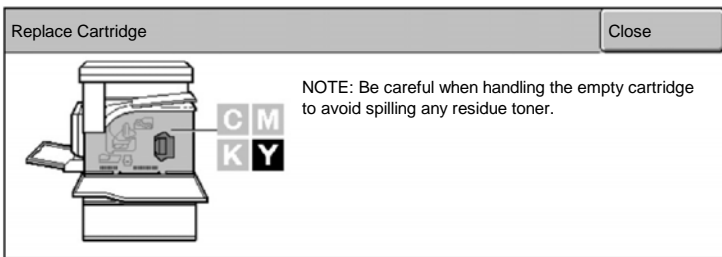 Replace Cartridge
Close
NOTE: Be careful when handling the empty cartridge
to avoid spilling any residue toner.
C M
K Y